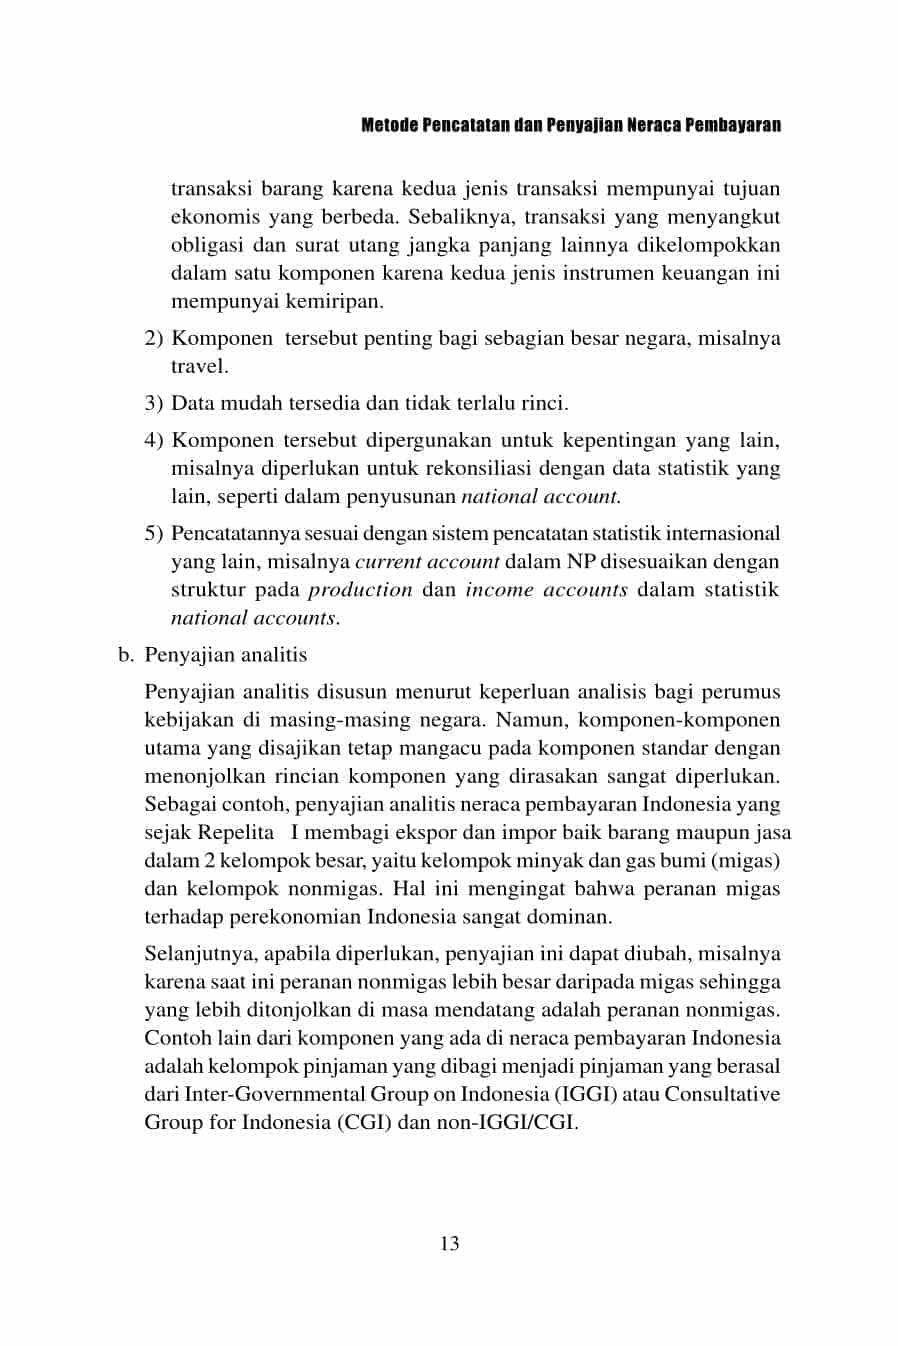 Metode Pencatatan dan Penyajian Neraca Pembayaran
transaksi barang karena kedua jenis transaksi mempunyai tujuan
ekonomis yang berbeda. Sebaliknya, transaksi yang menyangkut
obligasi dan surat utang jangka panjang lainnya dikelompokkan
dalam satu komponen karena kedua jenis instrumen keuangan ini
mempunyai kemiripan.
2) Komponen tersebut penting bagi sebagian besar negara, misalnya
travel.
3) Data mudah tersedia dan tidak terlalu rinci.
4) Komponen tersebut dipergunakan untuk kepentingan yang lain,
misalnya diperlukan untuk rekonsiliasi dengan data statistik yang
lain, seperti dalam penyusunan national account.
5) Pencatatannya sesuai dengan sistem pencatatan statistik internasional
yang lain, misalnya current account dalam NP disesuaikan dengan
struktur pada production dan income accounts dalam statistik
national accounts.
b. Penyajian analitis
Penyajian analitis disusun menurut keperluan analisis bagi perumus
kebijakan di masing-masing negara. Namun, komponen-komponen
utama yang disajikan tetap mangacu pada komponen standar dengan
menonjolkan rincian komponen yang dirasakan sangat diperlukan.
Sebagai contoh, penyajian analitis neraca pembayaran Indonesia yang
sejak Repelita I membagi ekspor dan impor baik barang maupun jasa
dalam 2 kelompok besar, yaitu kelompok minyak dan gas bumi (migas)
dan kelompok nonmigas. Hal ini mengingat bahwa peranan migas
terhadap perekonomian Indonesia sangat dominan.
Selanjutnya, apabila diperlukan, penyajian ini dapat diubah, misalnya
karena saat ini peranan nonmigas lebih besar daripada migas sehingga
yang lebih ditonjolkan di masa mendatang adalah peranan nonmigas.
Contoh lain dari komponen yang ada di neraca pembayaran Indonesia
adalah kelompok pinjaman yang dibagi menjadi pinjaman yang berasal
dari Inter-Governmental Group on Indonesia (IGGI) atau Consultative
Group for Indonesia (CGI) dan non-IGGI/CGI.
13